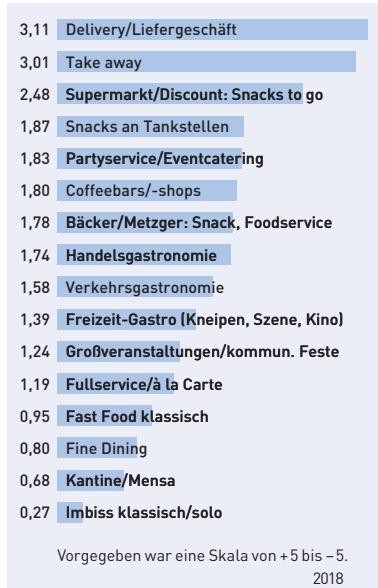 3,11 Delivery/Liefergeschäft
3,01 Take away
2,48 Supermarkt/Discount: Snacks to go
1,87 Snacks an Tankstellen
1,83 Partyservice/Eventcatering
1,80 Coffeebars/-shops
1,78 Bäcker/Metzger: Snack, Foodservice
1,74 Handelsgastronomie
1,58 Verkehrsgastronomie
1,39 Freizeit-Gastro (Kneipen, Szene, Kino)
1,24 Großveranstaltungen/kommun. Feste
1,19 Fullservice/à la Carte
0,95 Fast Food klassisch
0,80 Fine Dining
0,68 Kantine/Mensa
0,27 Imbiss klassisch/solo
Vorgegeben war eine Skala von +5 bis –5.
2018